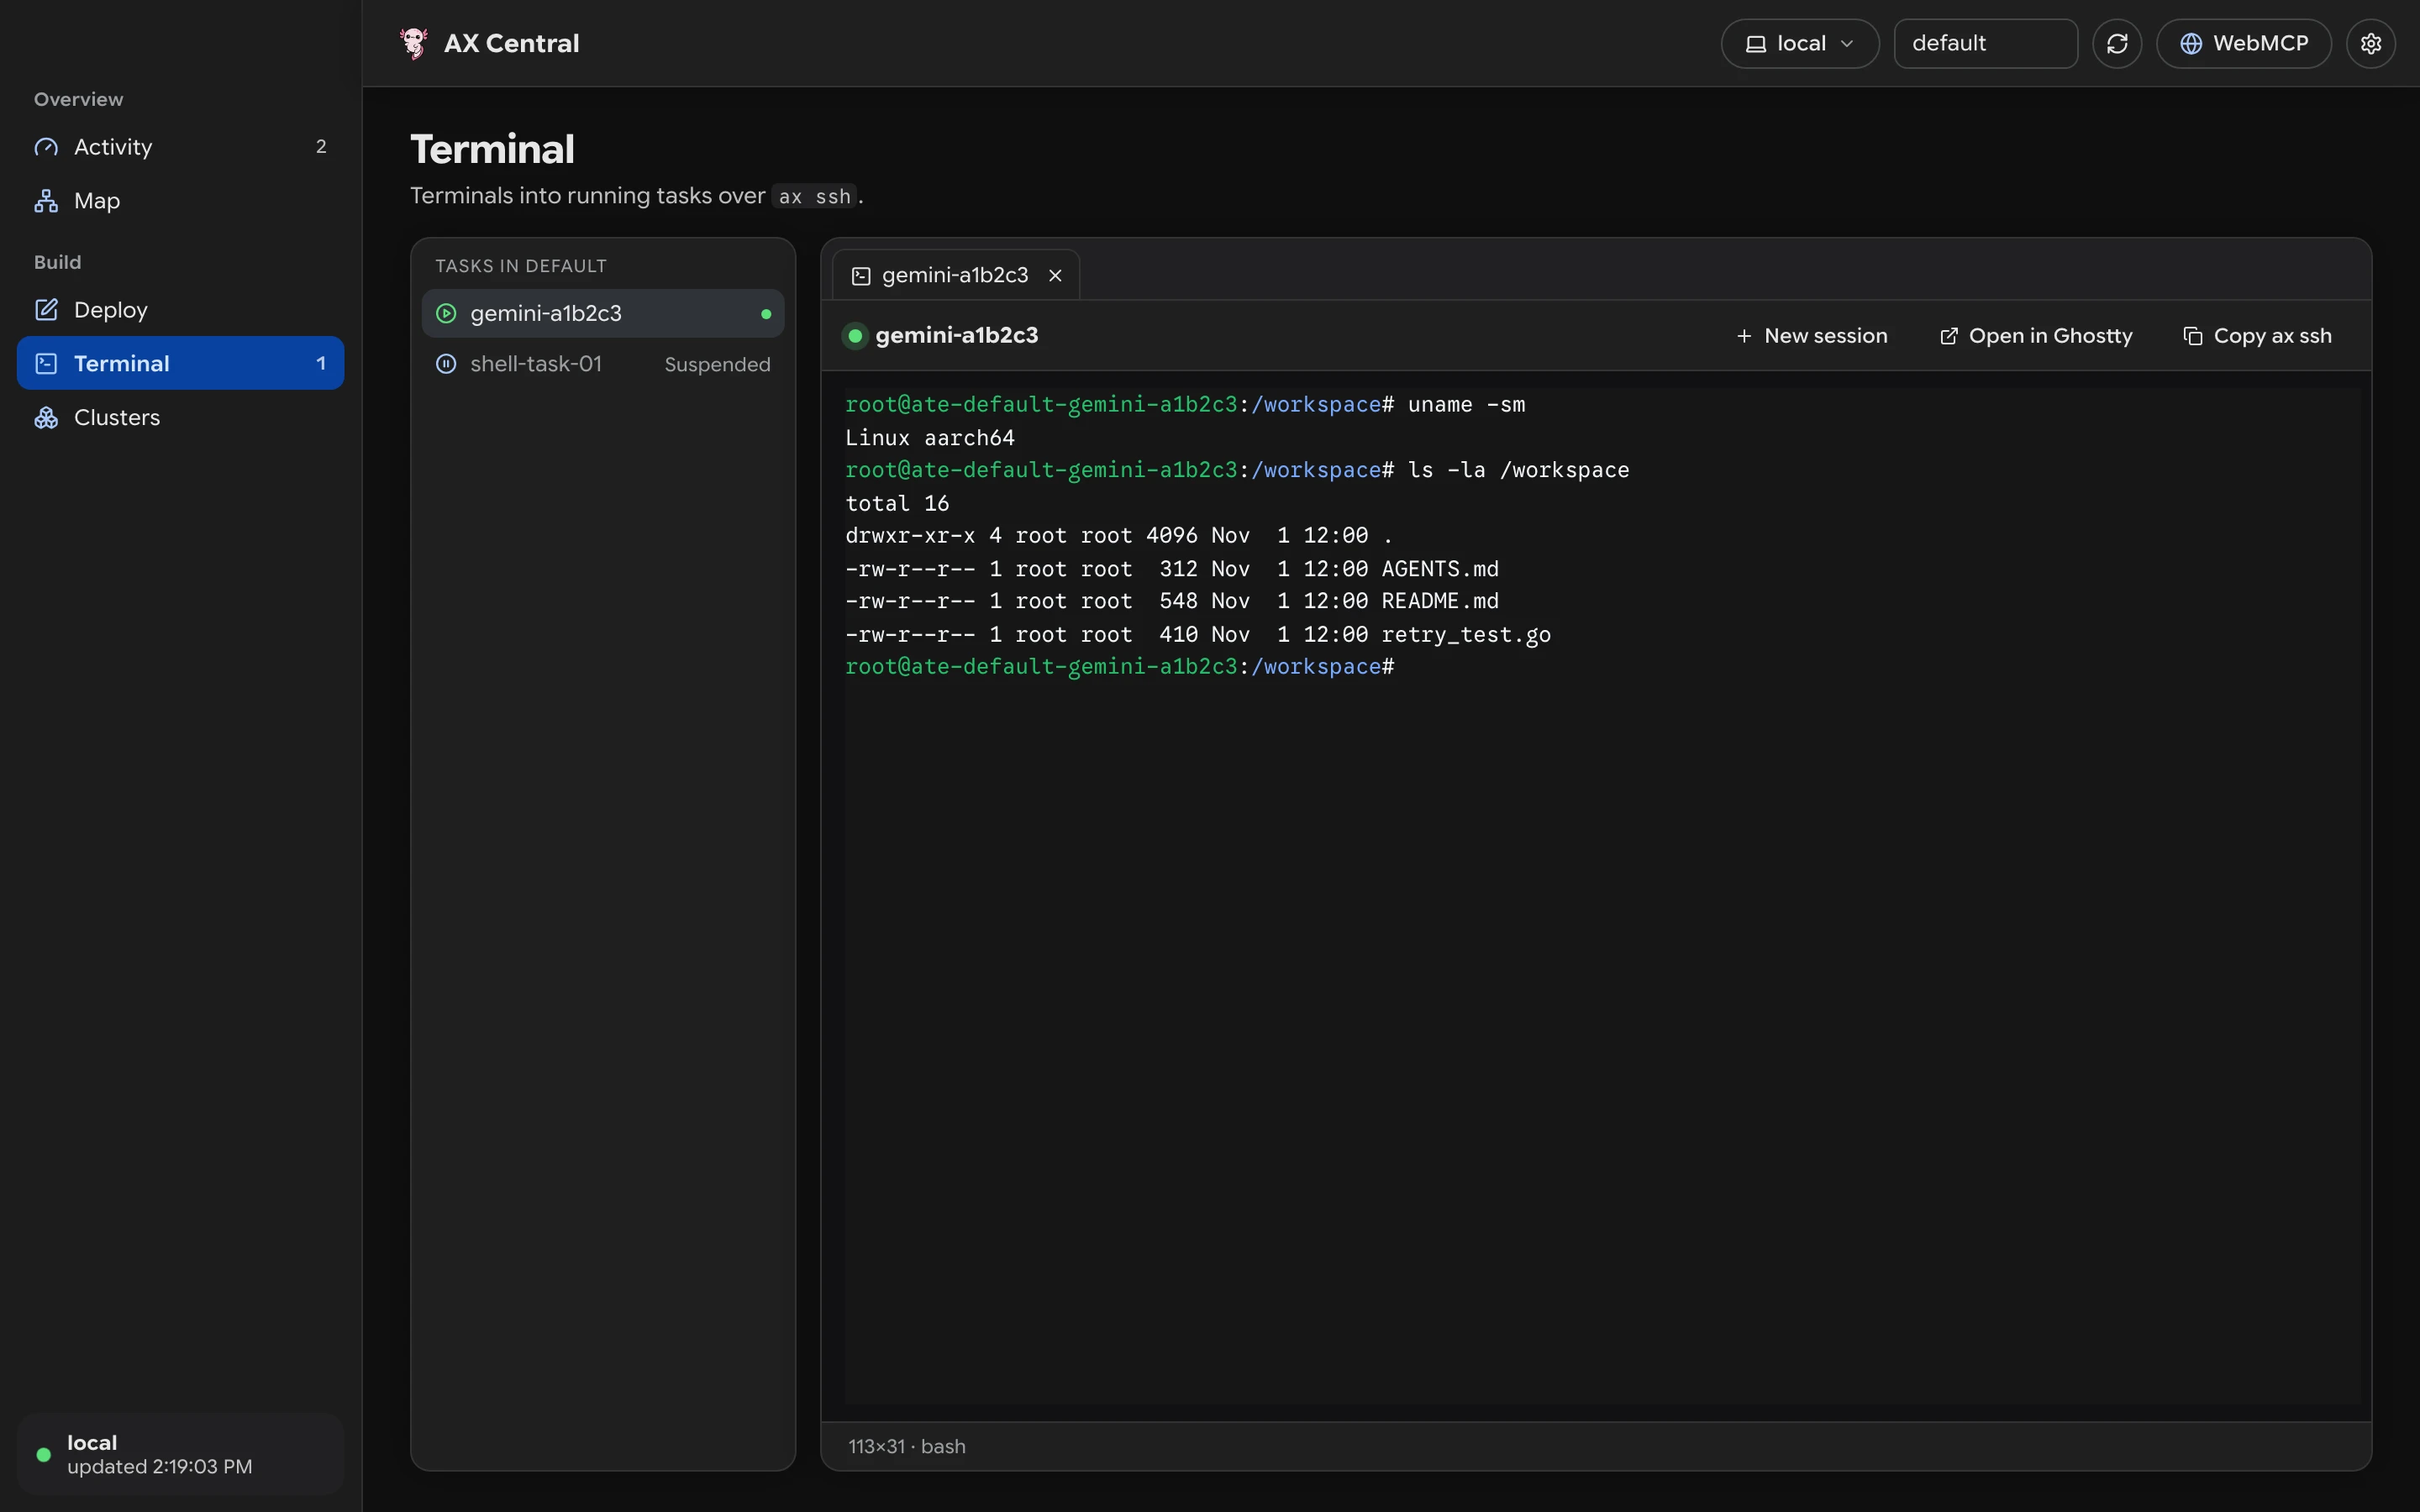 AX Central
local
default
WebMCP
Overview
Activity 2
Map
Build
Deploy
Terminal 1
Clusters
local
updated 2:19:03 PM
Terminal
Terminals into running tasks over ax ssh.
TASKS IN DEFAULT
gemini-a1b2c3
shell-task-01 Suspended
gemini-a1b2c3
gemini-a1b2c3
New session
Open in Ghostty
Copy ax ssh
root@ate-default-gemini-a1b2c3:/workspace# uname -sm
Linux aarch64
root@ate-default-gemini-a1b2c3:/workspace# ls -la /workspace
total 16
drwxr-xr-x 4 root root 4096 Nov  1 12:00 .
-rw-r--r-- 1 root root  312 Nov  1 12:00 AGENTS.md
-rw-r--r-- 1 root root  548 Nov  1 12:00 README.md
-rw-r--r-- 1 root root  410 Nov  1 12:00 retry_test.go
root@ate-default-gemini-a1b2c3:/workspace#
113×31 · bash